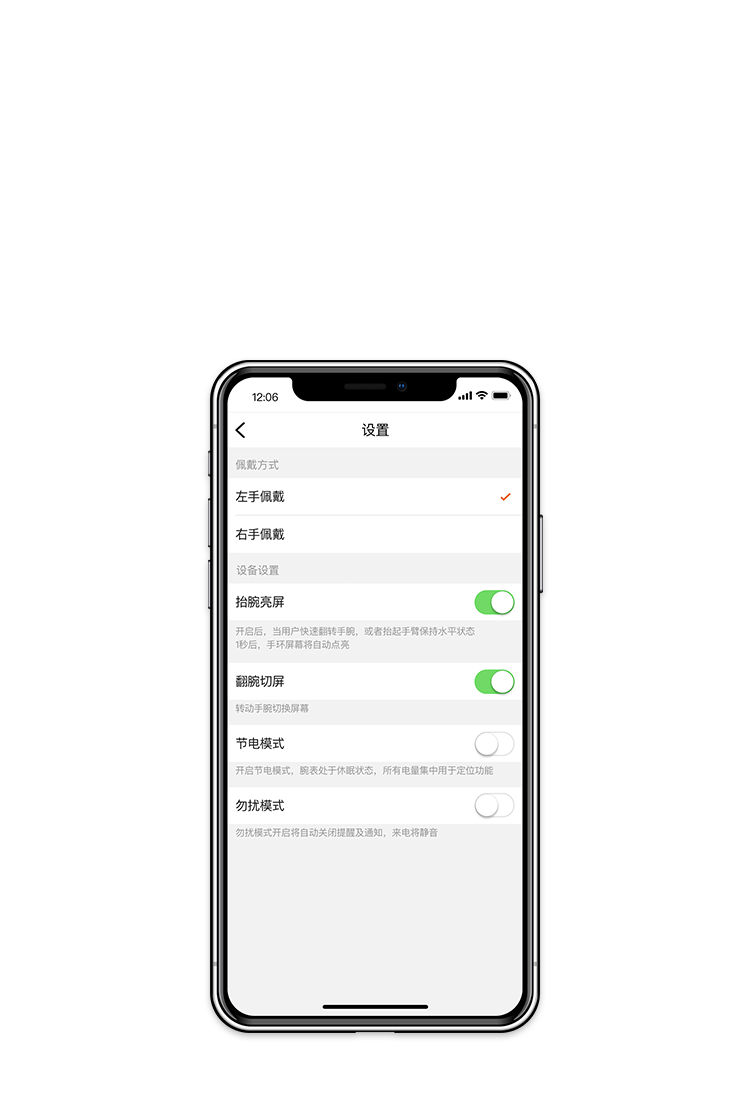 12:06
设置
佩戴方式
左手佩戴
右手佩戴
设备设置
抬腕亮屏
开启后，当用户快速翻转手腕，或者抬起手臂保持水平状态
1秒后，手环屏幕将自动点亮
翻腕切屏
转动手腕切换屏幕
节电模式
开启节电模式，腕表处于休眠状态，所有电量集中用于定位功能
勿扰模式
勿扰模式开启将自动关闭提醒及通知，来电将静音